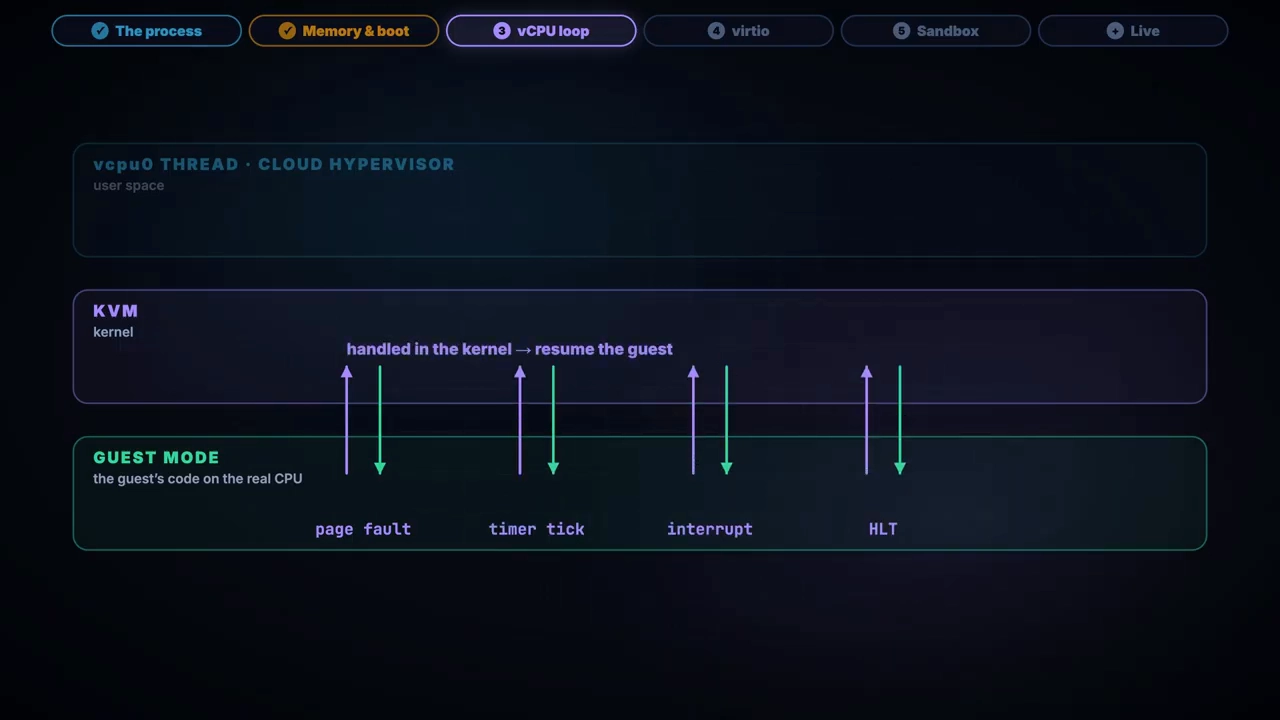 ✓ The process
✓ Memory & boot
3 vCPU loop
4 virtio
5 Sandbox
✦ Live
vcpu0 THREAD · CLOUD HYPERVISOR
user space
KVM
kernel
handled in the kernel → resume the guest
GUEST MODE
the guest’s code on the real CPU
page fault
timer tick
interrupt
HLT